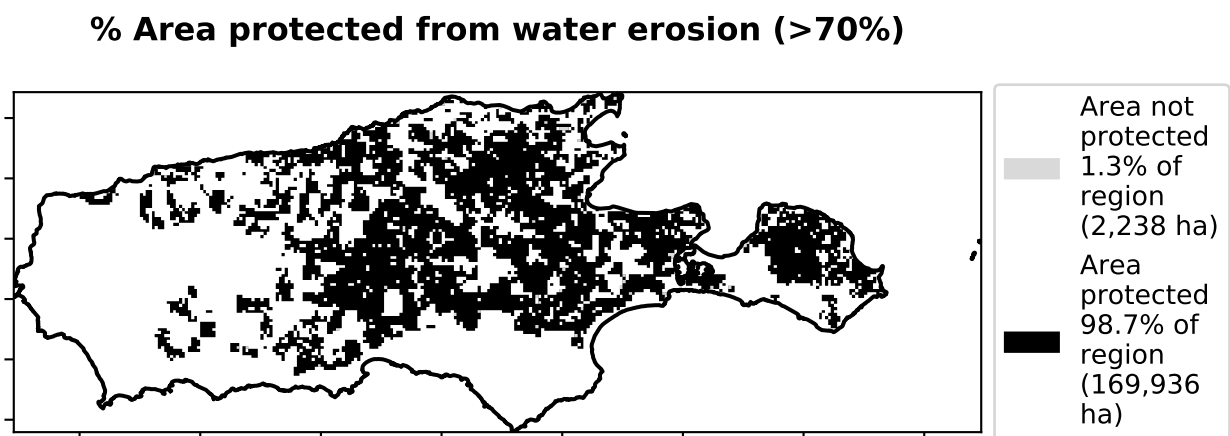 % Area protected from water erosion (>70%)
Area not
protected
1.3% of
region
(2,238 ha)
Area
protected
98.7% of
region
(169,936
ha)